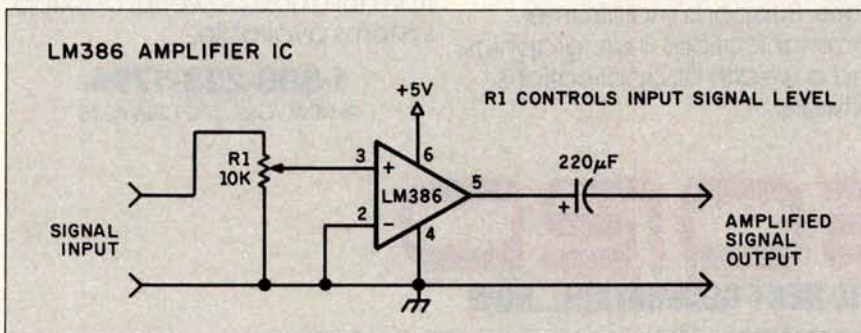 LM386 AMPLIFIER IC
+5V
R1 CONTROLS INPUT SIGNAL LEVEL
R1
10K
3
6
220µF
+
LM386
5
+
2
−
4
SIGNAL
INPUT
AMPLIFIED
SIGNAL
OUTPUT